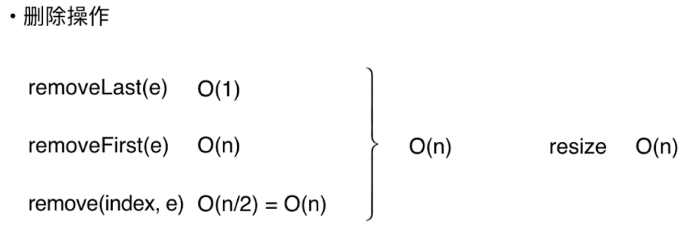 • 删除操作
removeLast(e) O(1)
removeFirst(e) O(n) O(n) resize O(n)
remove(index, e) O(n/2) = O(n)